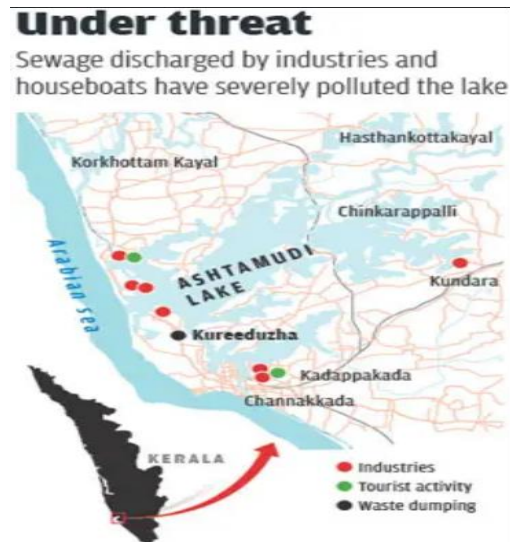 Under threat
Sewage discharged by industries and
houseboats have severely polluted the lake
Hasthankottakayal
Korkhottam Kayal
Chinkarappalli
Arabian sea
ASHTAMUDI
LAKE
Kundara
Kureeduzha
Kadappakada
Channakkada
KERALA
Industries
Tourist activity
Waste dumping